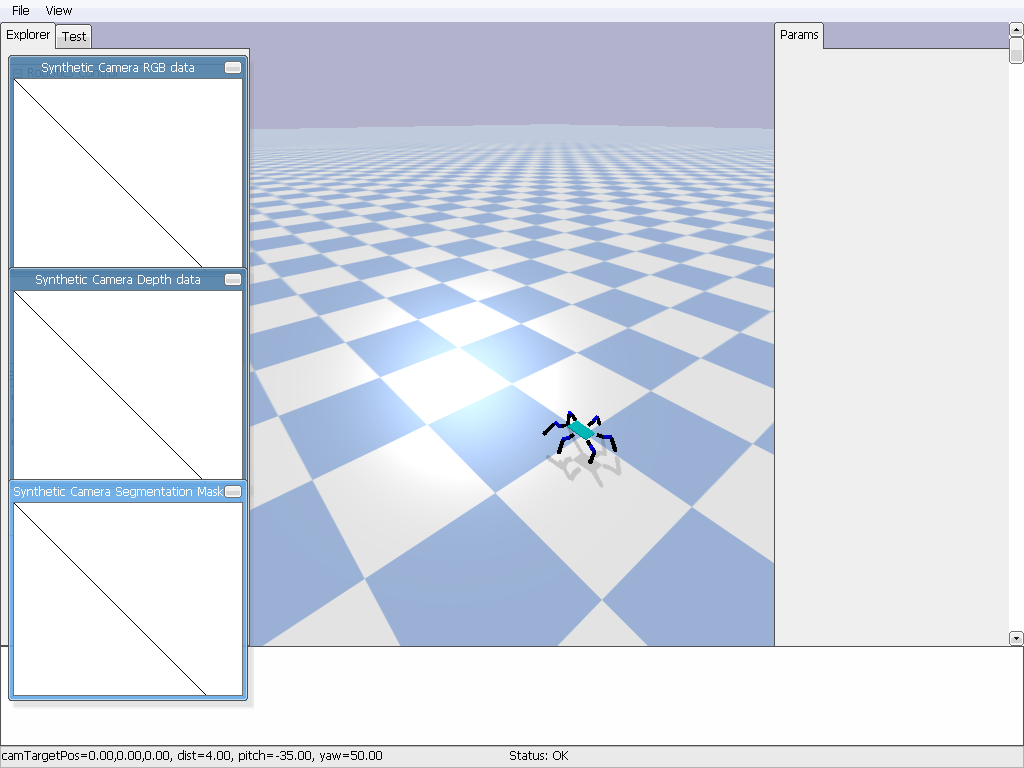 File View
Explorer Test
Params
Synthetic Camera RGB data
Synthetic Camera Depth data
Synthetic Camera Segmentation Mask
camTargetPos=0.00,0.00,0.00, dist=4.00, pitch=-35.00, yaw=50.00
Status: OK